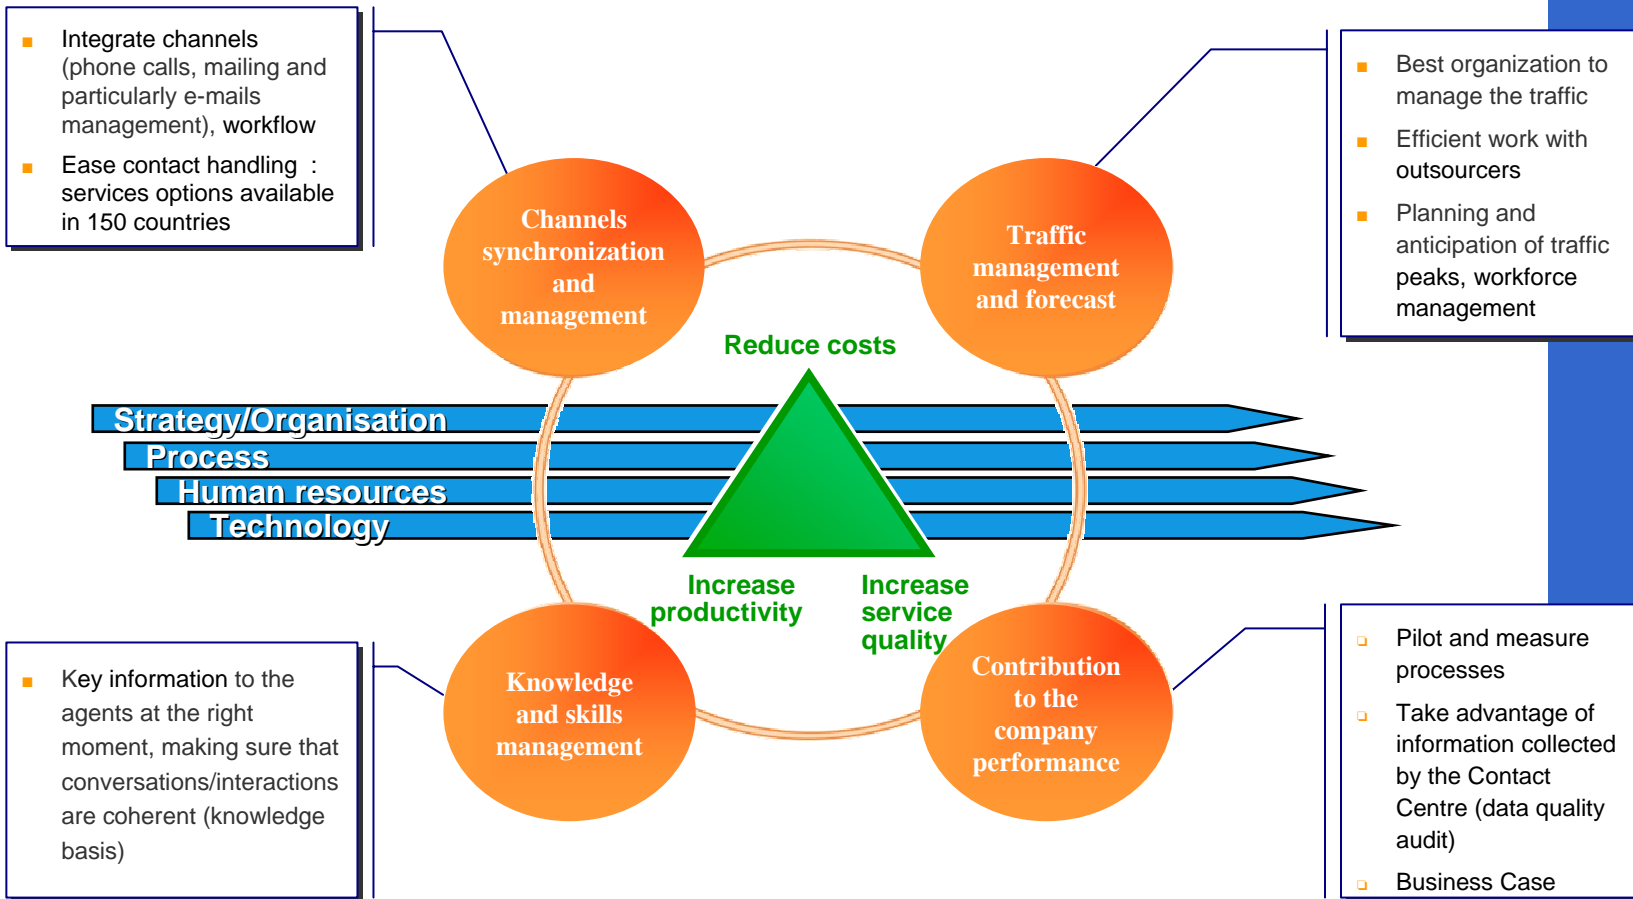 Integrate channels
(phone calls, mailing and
particularly e-mails
management), workflow
Ease contact handling :
services options available
in 150 countries
Best organization to
manage the traffic
Efficient work with
outsourcers
Planning and
anticipation of traffic
peaks, workforce
management
Channels
synchronization
and
management
Traffic
management
and forecast
Reduce costs
Strategy/Organisation
Process
Human resources
Technology
Increase
productivity
Increase
service
quality
Key information to the
agents at the right
moment, making sure that
conversations/interactions
are coherent (knowledge
basis)
Knowledge
and skills
management
Contribution
to the
company
performance
Pilot and measure
processes
Take advantage of
information collected
by the Contact
Centre (data quality
audit)
Business Case